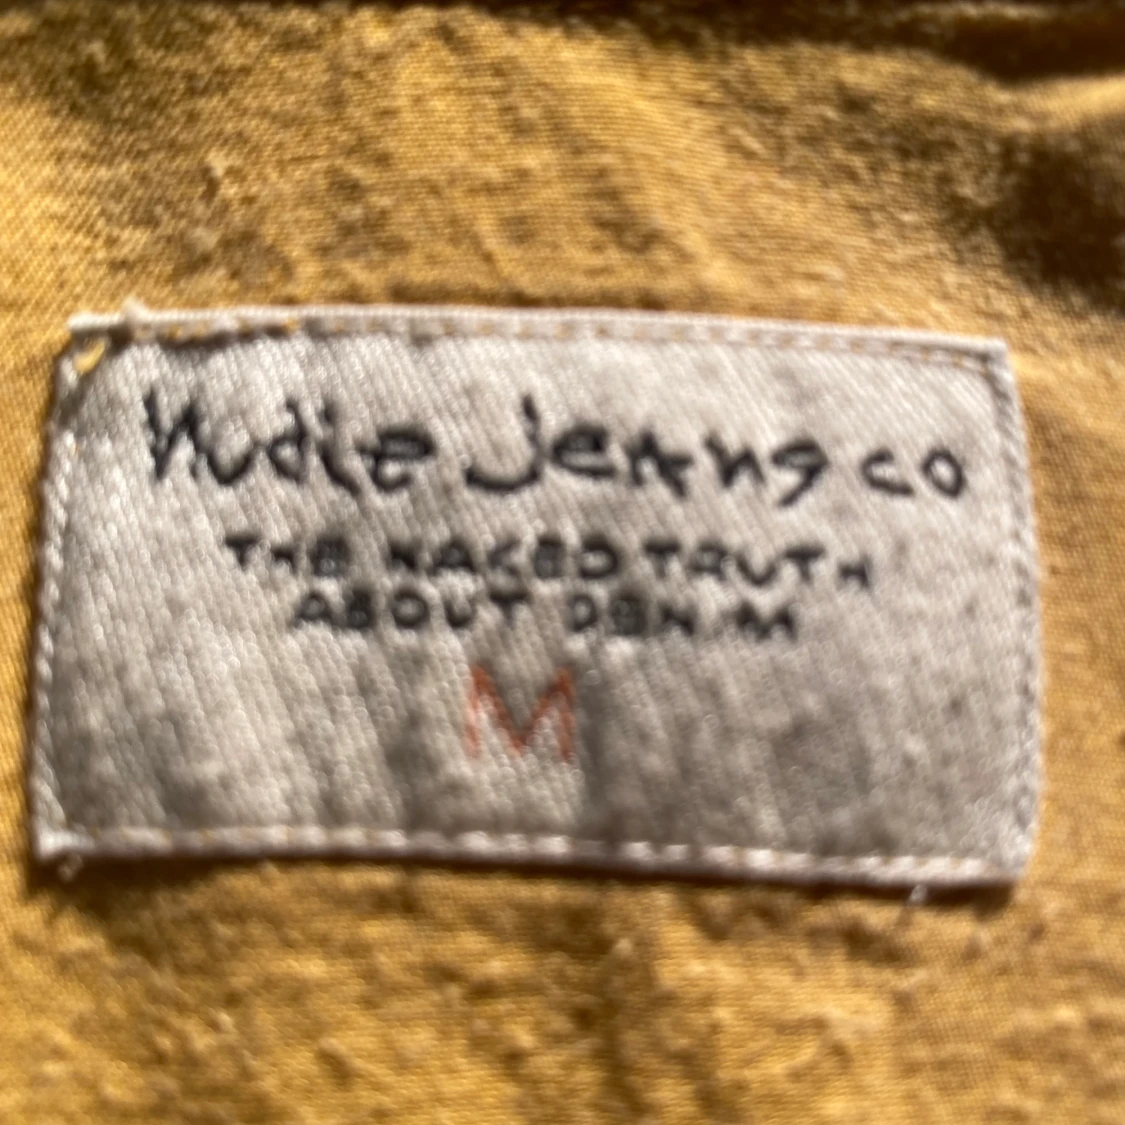 Nudie Jeans co
THE NAKED TRUTH
ABOUT DENIM
M